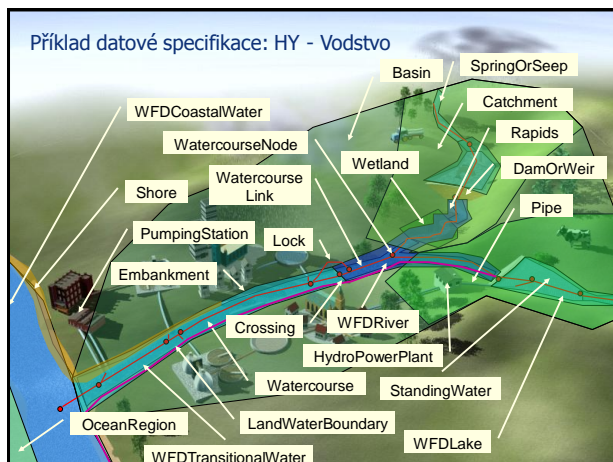 Příklad datové specifikace: HY - Vodstvo
Basin
SpringOrSeep
WFDCoastalWater
Catchment
WatercourseNode
Rapids
Wetland
Shore
Watercourse
Link
DamOrWeir
Pipe
PumpingStation
Lock
Embankment
Crossing
WFDRiver
HydroPowerPlant
Watercourse
StandingWater
OceanRegion
LandWaterBoundary
WFDLake
WFDTransitionalWater